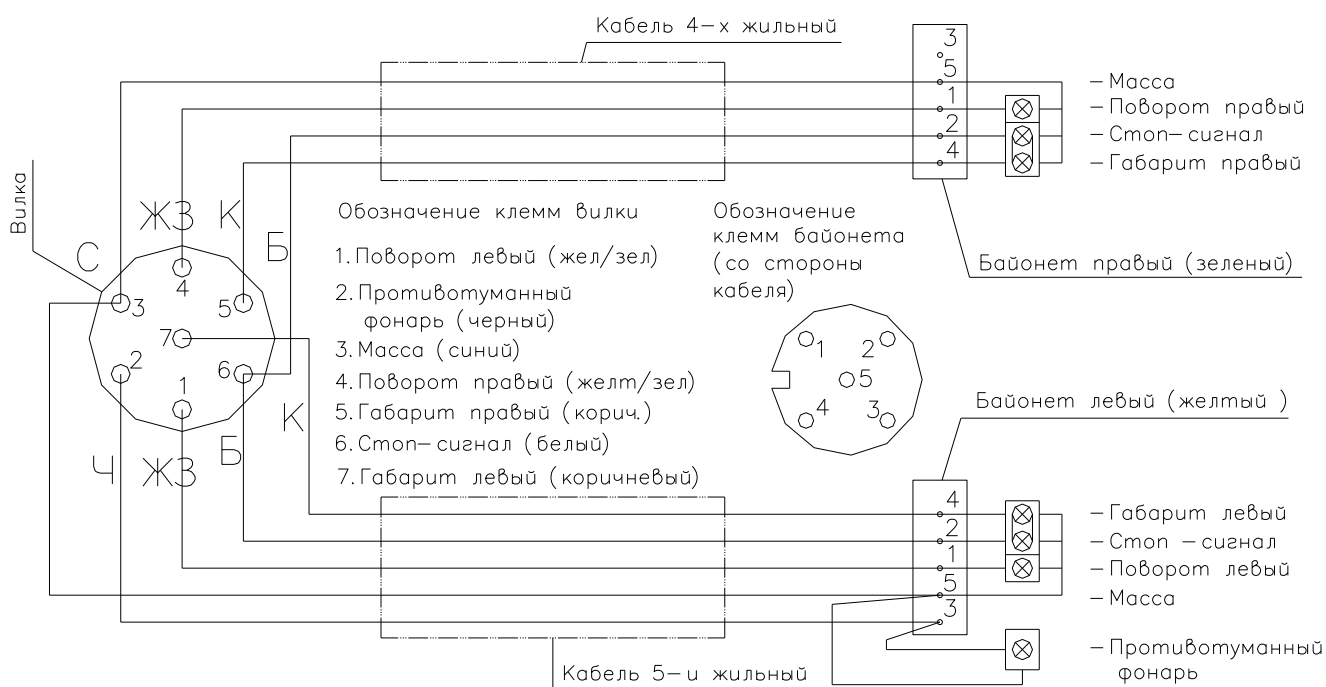 Кабель 4-х жильный
3
5
1
2
4
- Масса
- Поворот правый
- Стоп-сигнал
- Габарит правый
Вилка
С
ЖЗ
К
Б
4
3
5
7
2
6
1
Ч
ЖЗ
Б
К
Обозначение клемм вилки
1. Поворот левый (жел/зел)
2. Противотуманный
фонарь (черный)
3. Масса (синий)
4. Поворот правый (желт/зел)
5. Габарит правый (корич.)
6. Стоп-сигнал (белый)
7. Габарит левый (коричневый)
Обозначение
клемм байонета
(со стороны
кабеля)
1
2
5
4
3
Байонет правый (зеленый)
Байонет левый (желтый )
4
2
1
5
3
- Габарит левый
- Стоп -сигнал
- Поворот левый
- Масса
- Противотуманный
фонарь
Кабель 5-и жильный